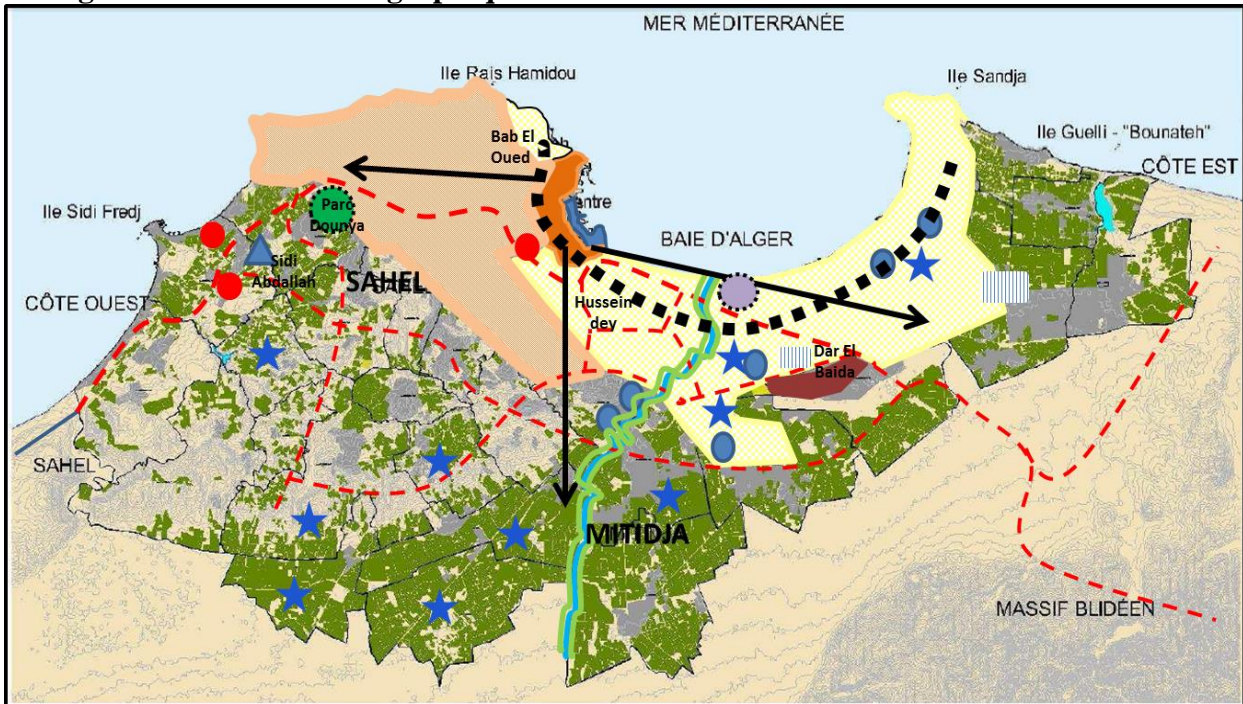 MER MÉDITERRANÉE
Ile Rais Hamidou
Ile Sandja
Ile Guelli - "Bounateh"
Bab El
Oued
CÔTE EST
Parc
Dounya
Ile Sidi Fredj
entre
BAIE D'ALGER
Sidi
Abdallah
SAHEL
CÔTE OUEST
Hussein
dey
Dar El
Baida
SAHEL
MITIDJA
MASSIF BLIDÉEN